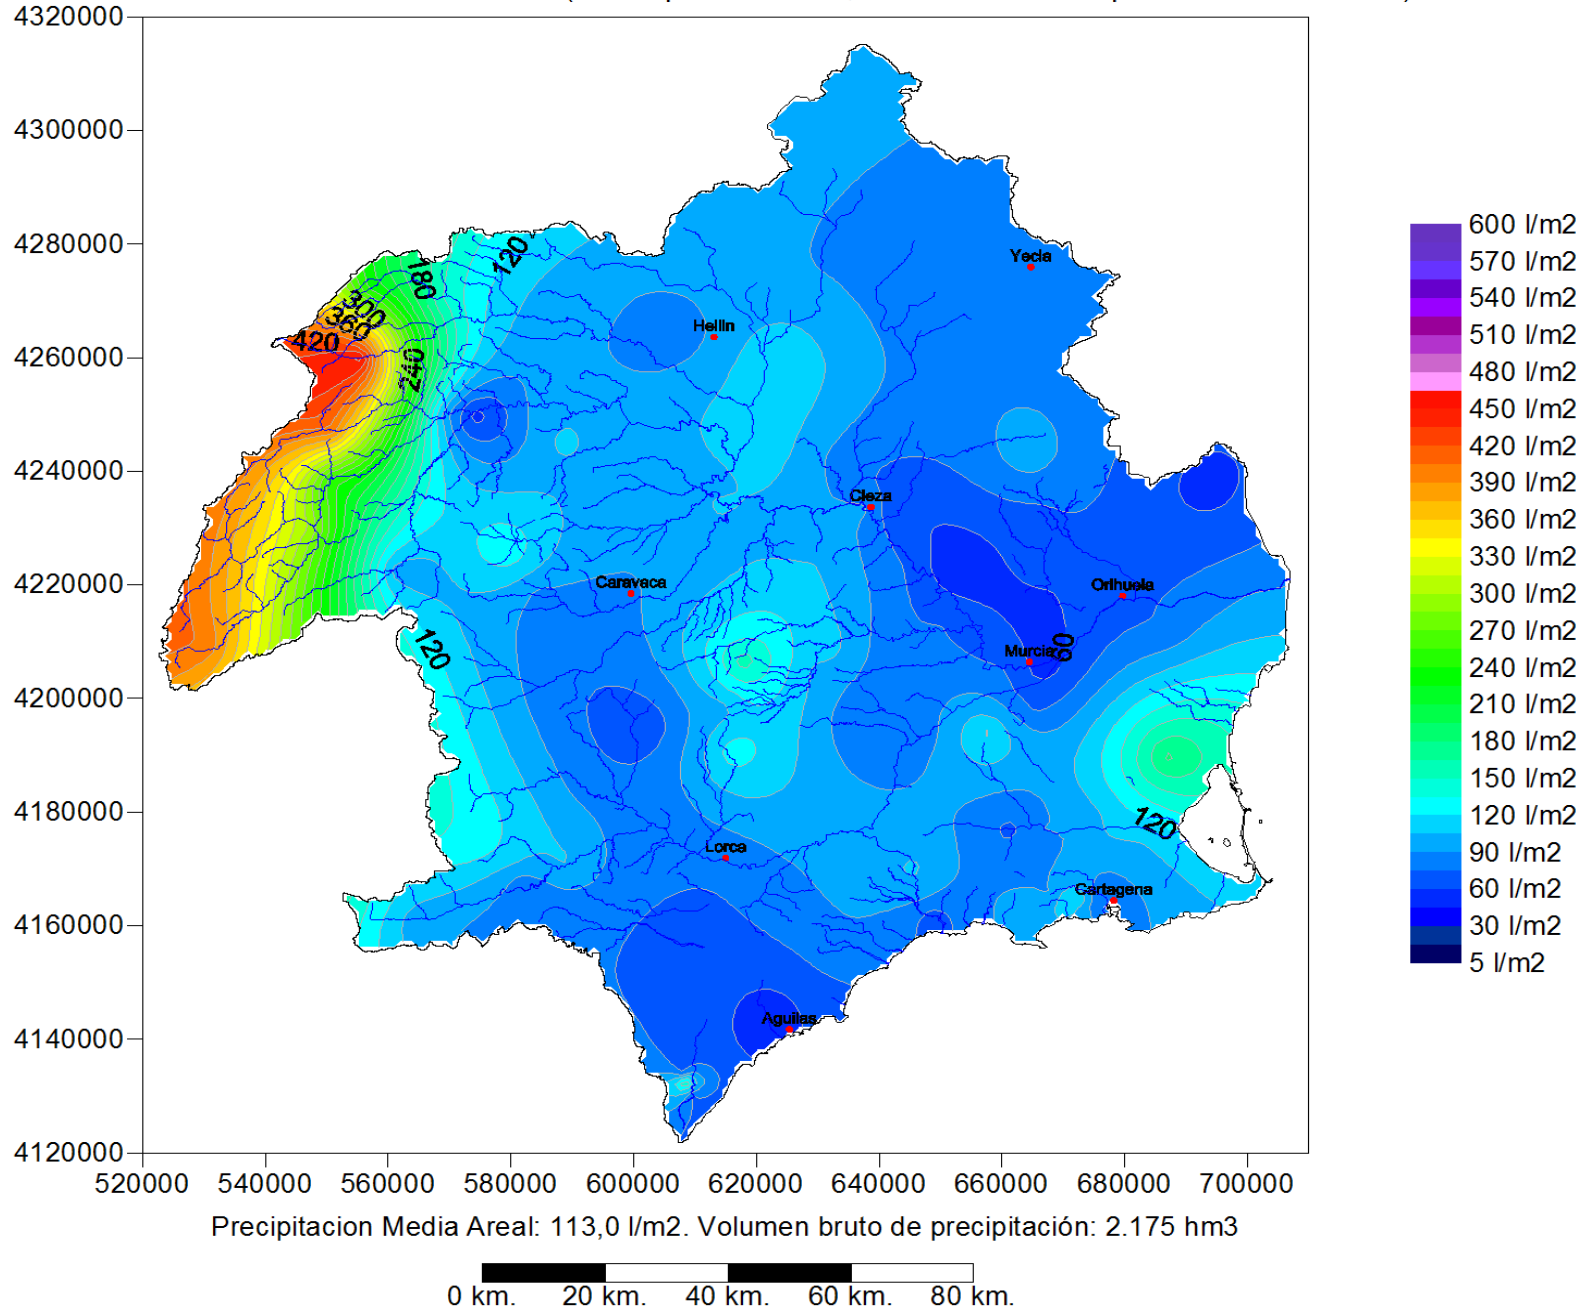 4320000
4300000
4280000
4260000
4240000
4220000
4200000
4180000
4160000
4140000
4120000
520000 540000 560000 580000 600000 620000 640000 660000 680000 700000
120
180
300
360
420
240
120
60
120
Yecla
Hellin
Cieza
Caravaca
Orihuela
Murcia
Lorca
Cartagena
Aguilas
600 l/m2
570 l/m2
540 l/m2
510 l/m2
480 l/m2
450 l/m2
420 l/m2
390 l/m2
360 l/m2
330 l/m2
300 l/m2
270 l/m2
240 l/m2
210 l/m2
180 l/m2
150 l/m2
120 l/m2
90 l/m2
60 l/m2
30 l/m2
5 l/m2
Precipitacion Media Areal: 113,0 l/m2. Volumen bruto de precipitación: 2.175 hm3
0 km. 20 km. 40 km. 60 km. 80 km.